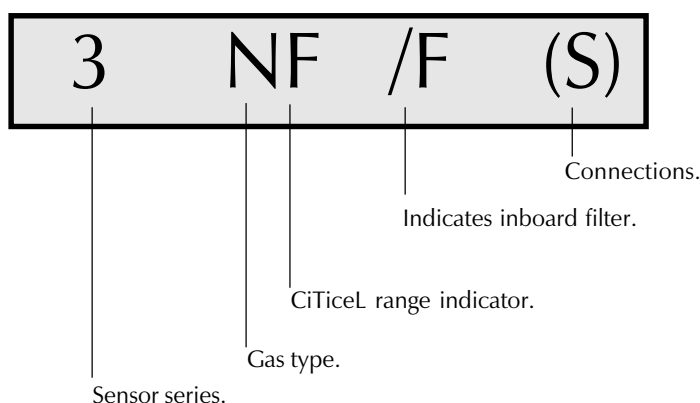 3 NF /F (S)
Connections.
Indicates inboard filter.
CiTiceL range indicator.
Gas type.
Sensor series.